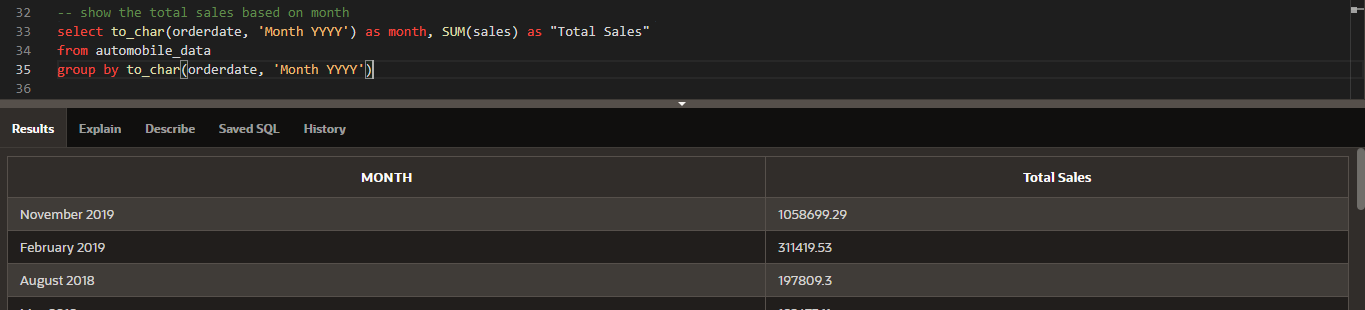 32 -- show the total sales based on month
33 select to_char(orderdate, 'Month YYYY') as month, SUM(sales) as "Total Sales"
34 from automobile_data
35 group by to_char(orderdate, 'Month YYYY')
36
Results Explain Describe Saved SQL History
MONTH Total Sales
November 2019 1058699.29
February 2019 311419.53
August 2018 197809.3